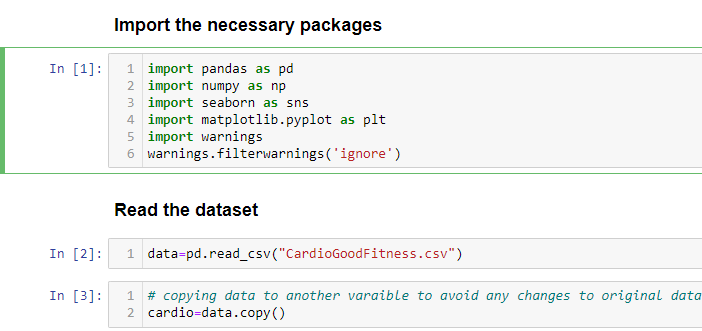 Import the necessary packages
In [1]: 1 import pandas as pd
2 import numpy as np
3 import seaborn as sns
4 import matplotlib.pyplot as plt
5 import warnings
6 warnings.filterwarnings('ignore')
Read the dataset
In [2]: 1 data=pd.read_csv("CardioGoodFitness.csv")
In [3]: 1 # copying data to another varaible to avoid any changes to original data
2 cardio=data.copy()